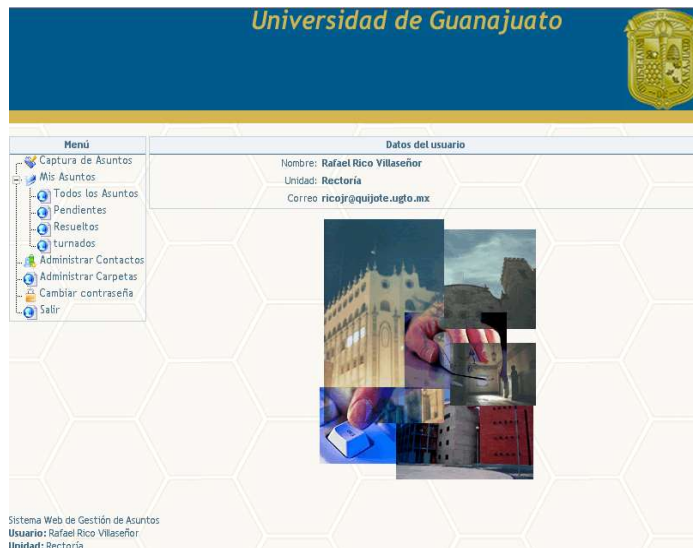 Universidad de Guanajuato
Menú
Captura de Asuntos
Mis Asuntos
Todos los Asuntos
Pendientes
Resueltos
turnados
Administrar Contactos
Administrar Carpetas
Cambiar contraseña
Salir
Datos del usuario
Nombre: Rafael Rico Villaseñor
Unidad: Rectoría
Correo ricojr@quijote.ugto.mx
Sistema Web de Gestión de Asuntos
Usuario: Rafael Rico Villaseñor
Unidad: Rectoría